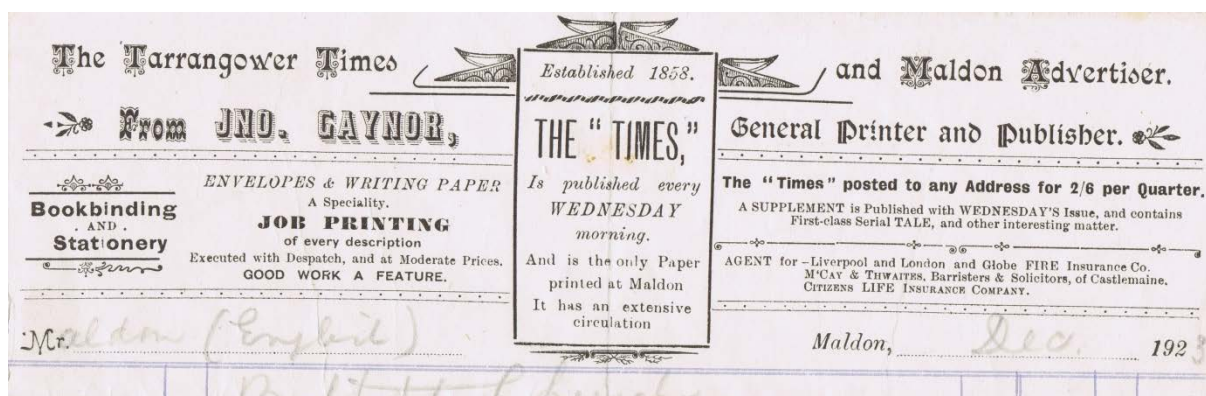 The Tarrangower Times
and Maldon Advertiser.
From JNO. GAYNOR,
General Printer and Publisher.
Bookbinding
. AND .
Stationery
ENVELOPES & WRITING PAPER
A Speciality.
JOB PRINTING
of every description
Executed with Despatch, and at Moderate Prices.
GOOD WORK A FEATURE.
Established 1858.
THE "TIMES,"
Is published every
WEDNESDAY
morning.
And is the only Paper
printed at Maldon
It has an extensive
circulation
The "Times" posted to any Address for 2/6 per Quarter.
A SUPPLEMENT is Published with WEDNESDAY'S Issue, and contains
First-class Serial TALE, and other interesting matter.
AGENT for –Liverpool and London and Globe FIRE Insurance Co.
M'CAY & THWAITES, Barristers & Solicitors, of Castlemaine.
CITIZENS LIFE INSURANCE COMPANY.
Mr.
Maldon, Dec. 1923